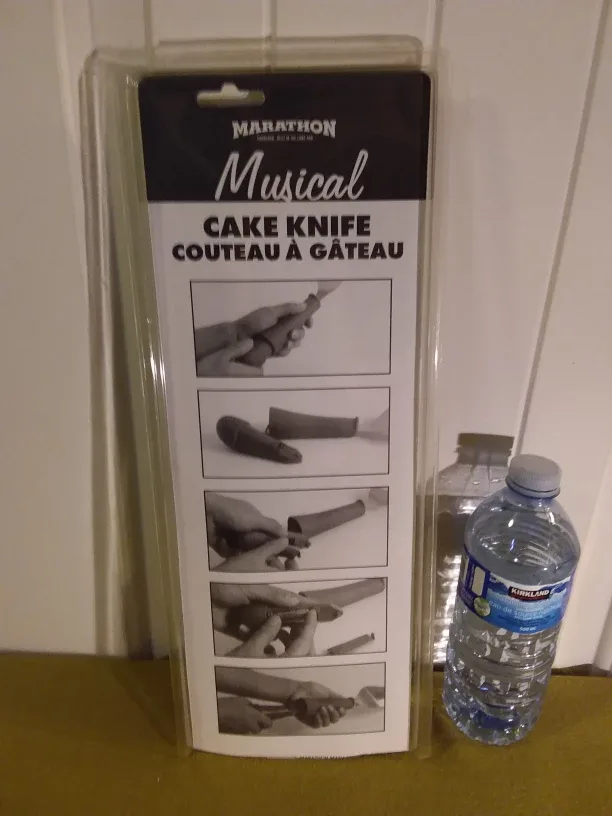 MARATHON
Musical
CAKE KNIFE
COUTEAU À GÂTEAU
KIRKLAND